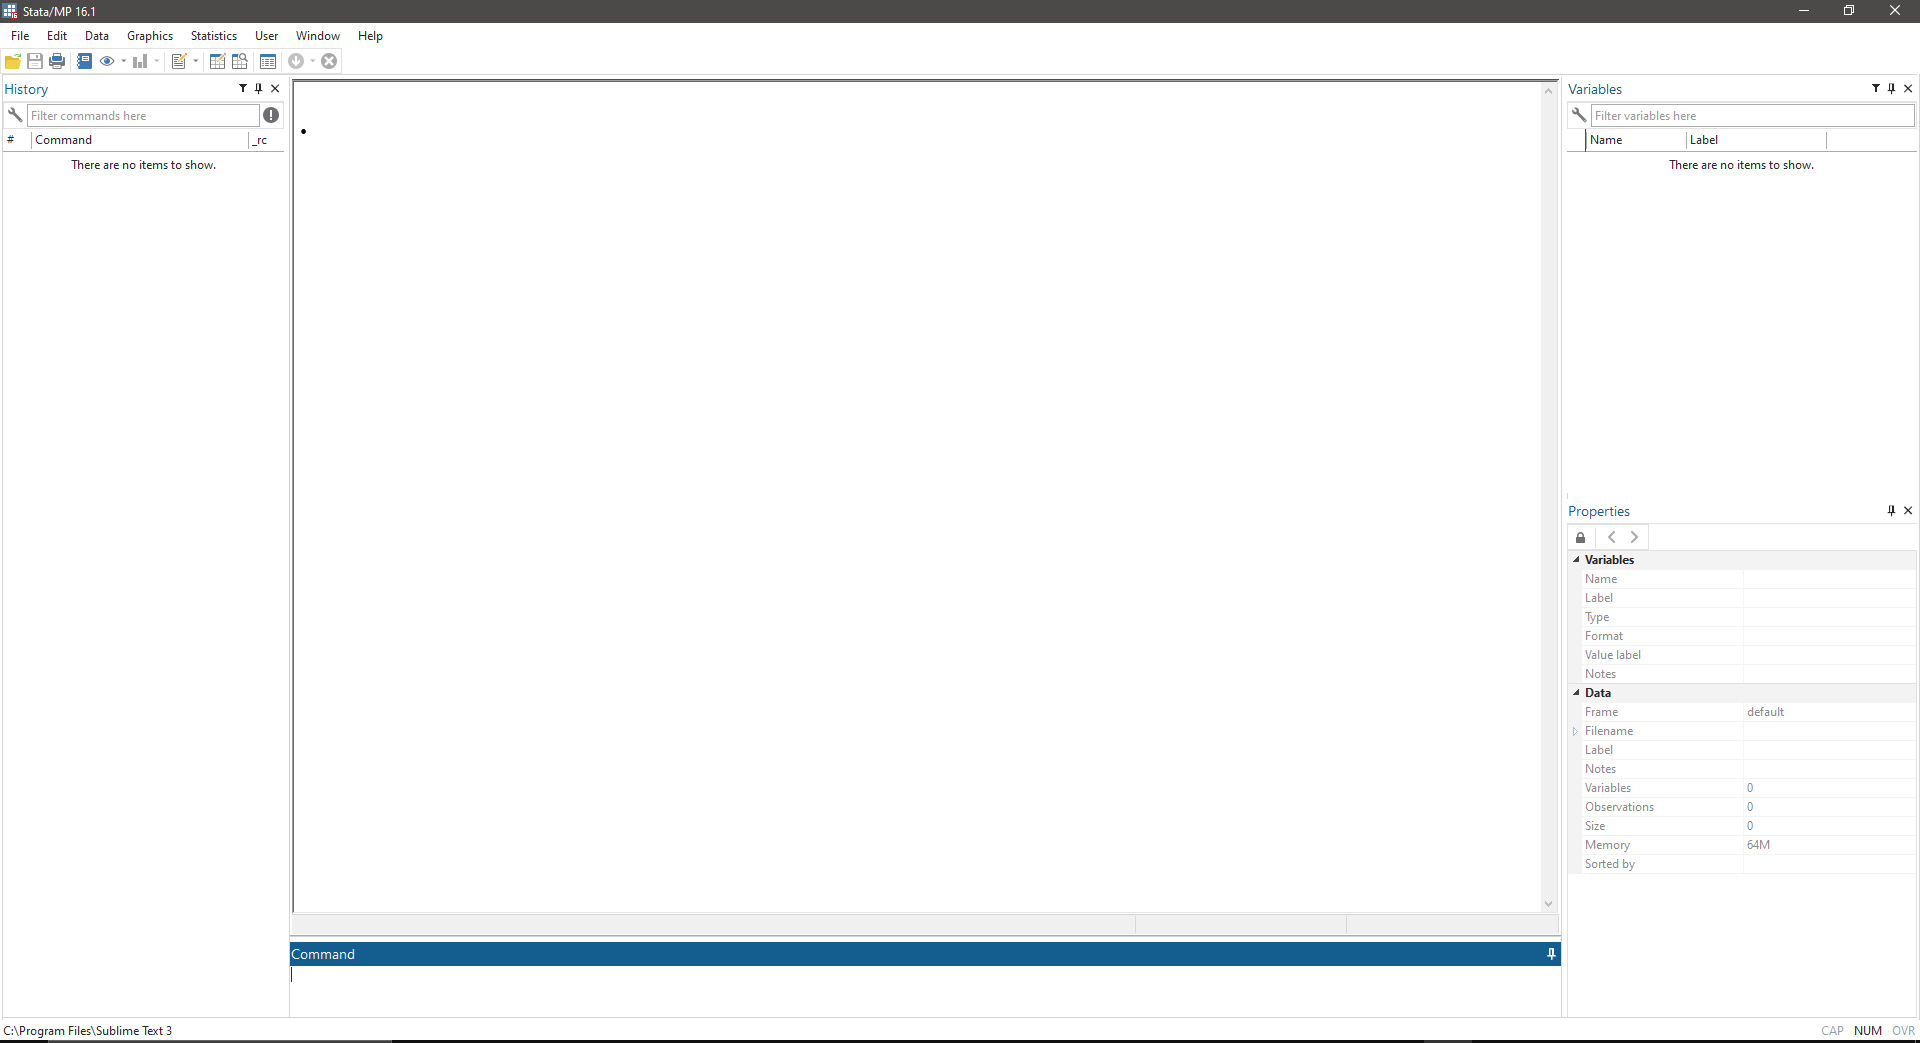 Stata/MP 16.1
File Edit Data Graphics Statistics User Window Help
History
Filter commands here
# Command _rc
There are no items to show.
Command
Variables
Filter variables here
Name Label
There are no items to show.
Properties
Variables
Name
Label
Type
Format
Value label
Notes
Data
Frame default
Filename
Label
Notes
Variables 0
Observations 0
Size 0
Memory 64M
Sorted by
C:\Program Files\Sublime Text 3
CAP NUM OVR